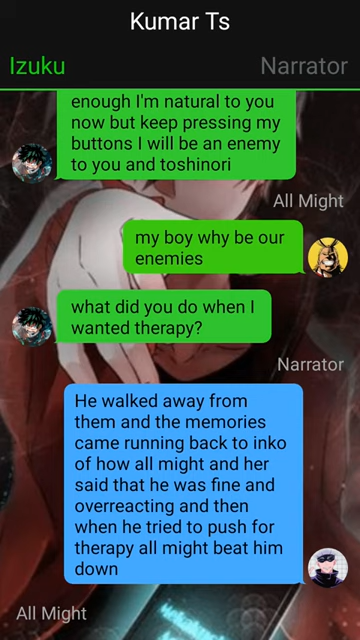 Kumar Ts
Izuku
Narrator
enough I'm natural to you
now but keep pressing my
buttons I will be an enemy
to you and toshinori
All Might
my boy why be our
enemies
what did you do when I
wanted therapy?
Narrator
He walked away from
them and the memories
came running back to inko
of how all might and her
said that he was fine and
overreacting and then
when he tried to push for
therapy all might beat him
down
All Might